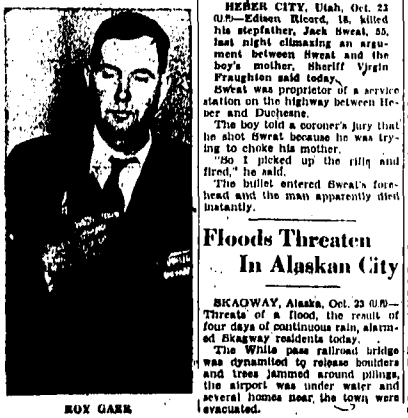 HEBER CITY, Utah, Oct. 23
(U.P.)—Edison Ricord, 18, killed
his stepfather, Jack Sweat, 55,
last night climaxing an argu-
ment between Sweat and the
boy's mother, Sheriff Virgin
Fraughton said today.
Sweat was proprietor of a service
station on the highway between He-
ber and Duchesne.
The boy told a coroner's jury that
he shot Sweat because he was try-
ing to choke his mother.
"So I picked up the rifle and
fired," he said.
The bullet entered Sweat's fore-
head and the man apparently died
instantly.
Floods Threaten
In Alaskan City
SKAGWAY, Alaska, Oct. 23 (U.P.)—
Threats of a flood, the result of
four days of continuous rain, alarm-
ed Skagway residents today.
The White pass railroad bridge
was dynamited to release boulders
and trees jammed around pilings,
the airport was under water and
several homes near the town were
evacuated.
ROY GARR